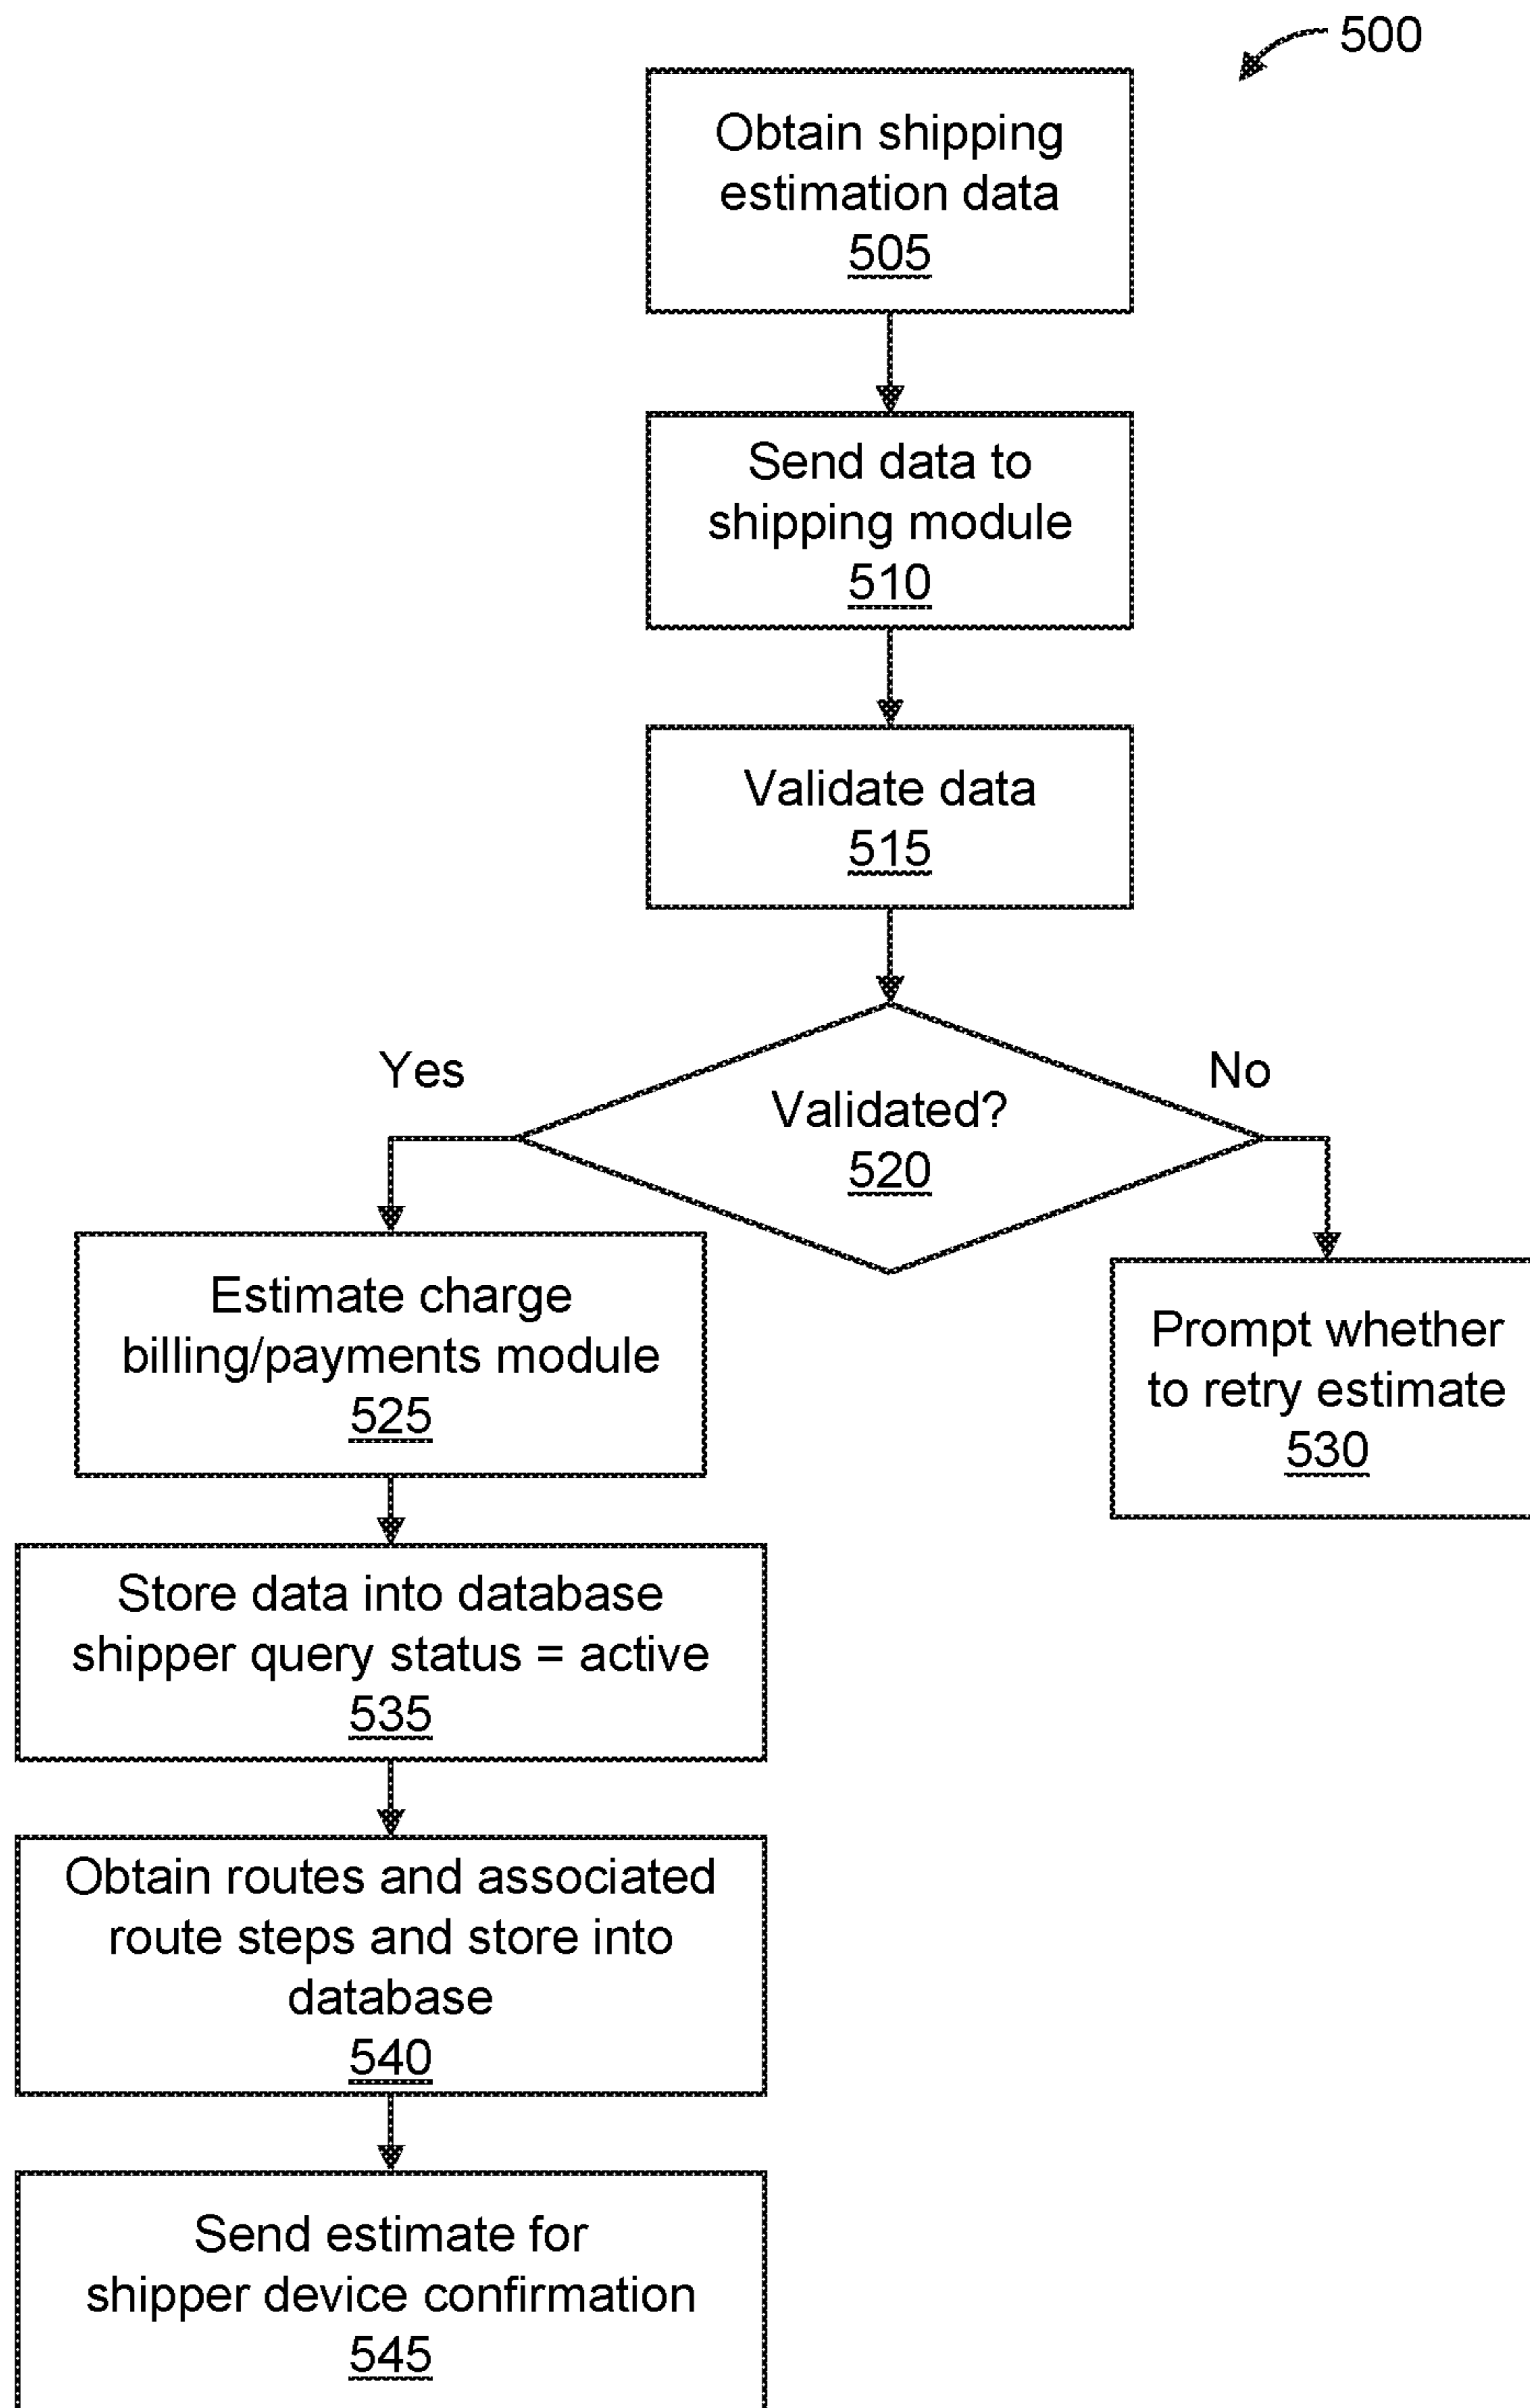 500
Obtain shipping
estimation data
505
Send data to
shipping module
510
Validate data
515
Yes
No
Validated?
520
Estimate charge
billing/payments module
525
Prompt whether
to retry estimate
530
Store data into database
shipper query status = active
535
Obtain routes and associated
route steps and store into
database
540
Send estimate for
shipper device confirmation
545